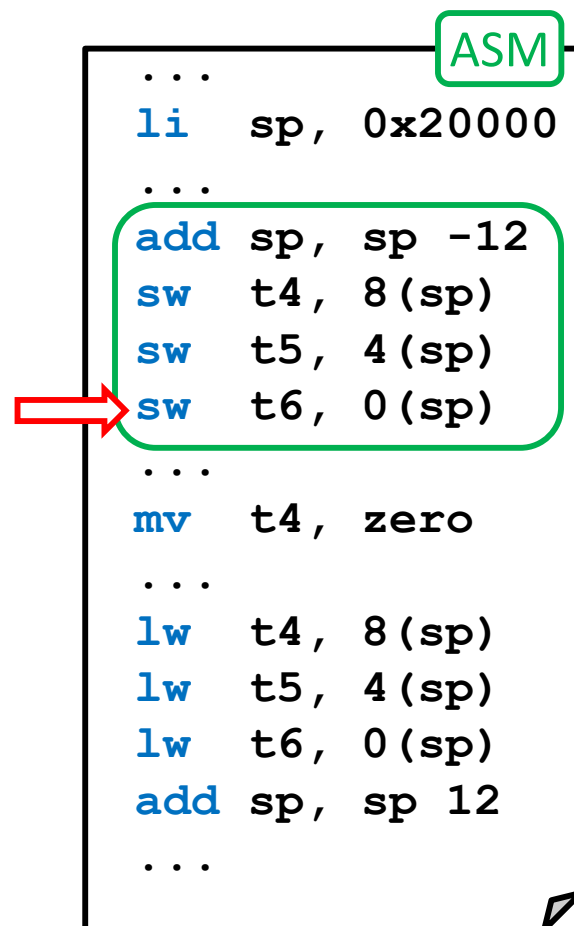 ASM
...
li sp, 0x20000
...
add sp, sp -12
sw t4, 8(sp)
sw t5, 4(sp)
sw t6, 0(sp)
...
mv t4, zero
...
lw t4, 8(sp)
lw t5, 4(sp)
lw t6, 0(sp)
add sp, sp 12
...